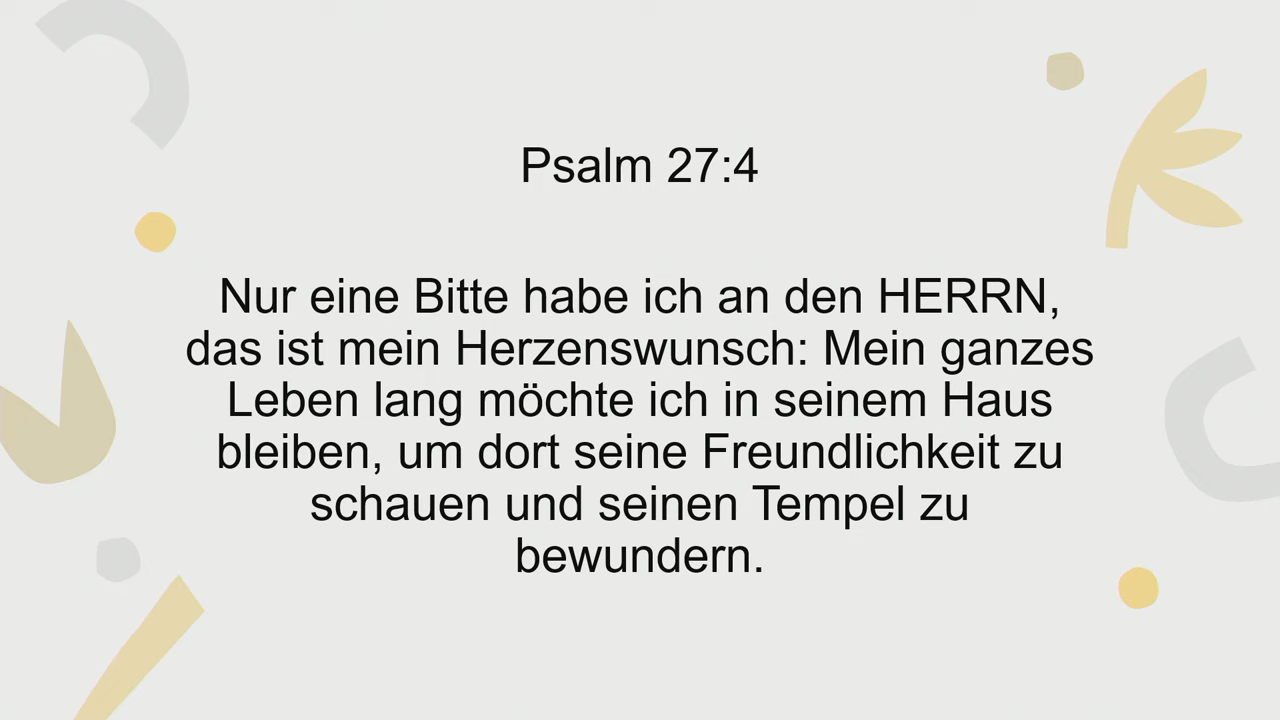 Psalm 27:4
Nur eine Bitte habe ich an den HERRN,
das ist mein Herzenswunsch: Mein ganzes
Leben lang möchte ich in seinem Haus
bleiben, um dort seine Freundlichkeit zu
schauen und seinen Tempel zu
bewundern.